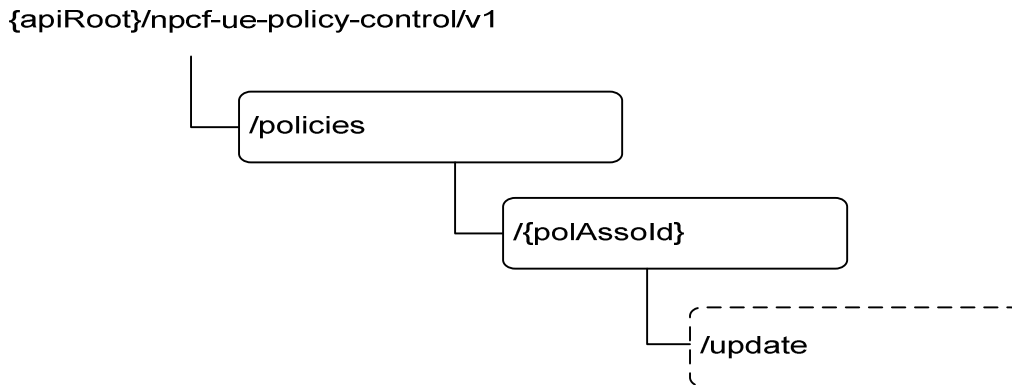 {apiRoot}/npcf-ue-policy-control/v1
/policies
/{polAssoId}
/update